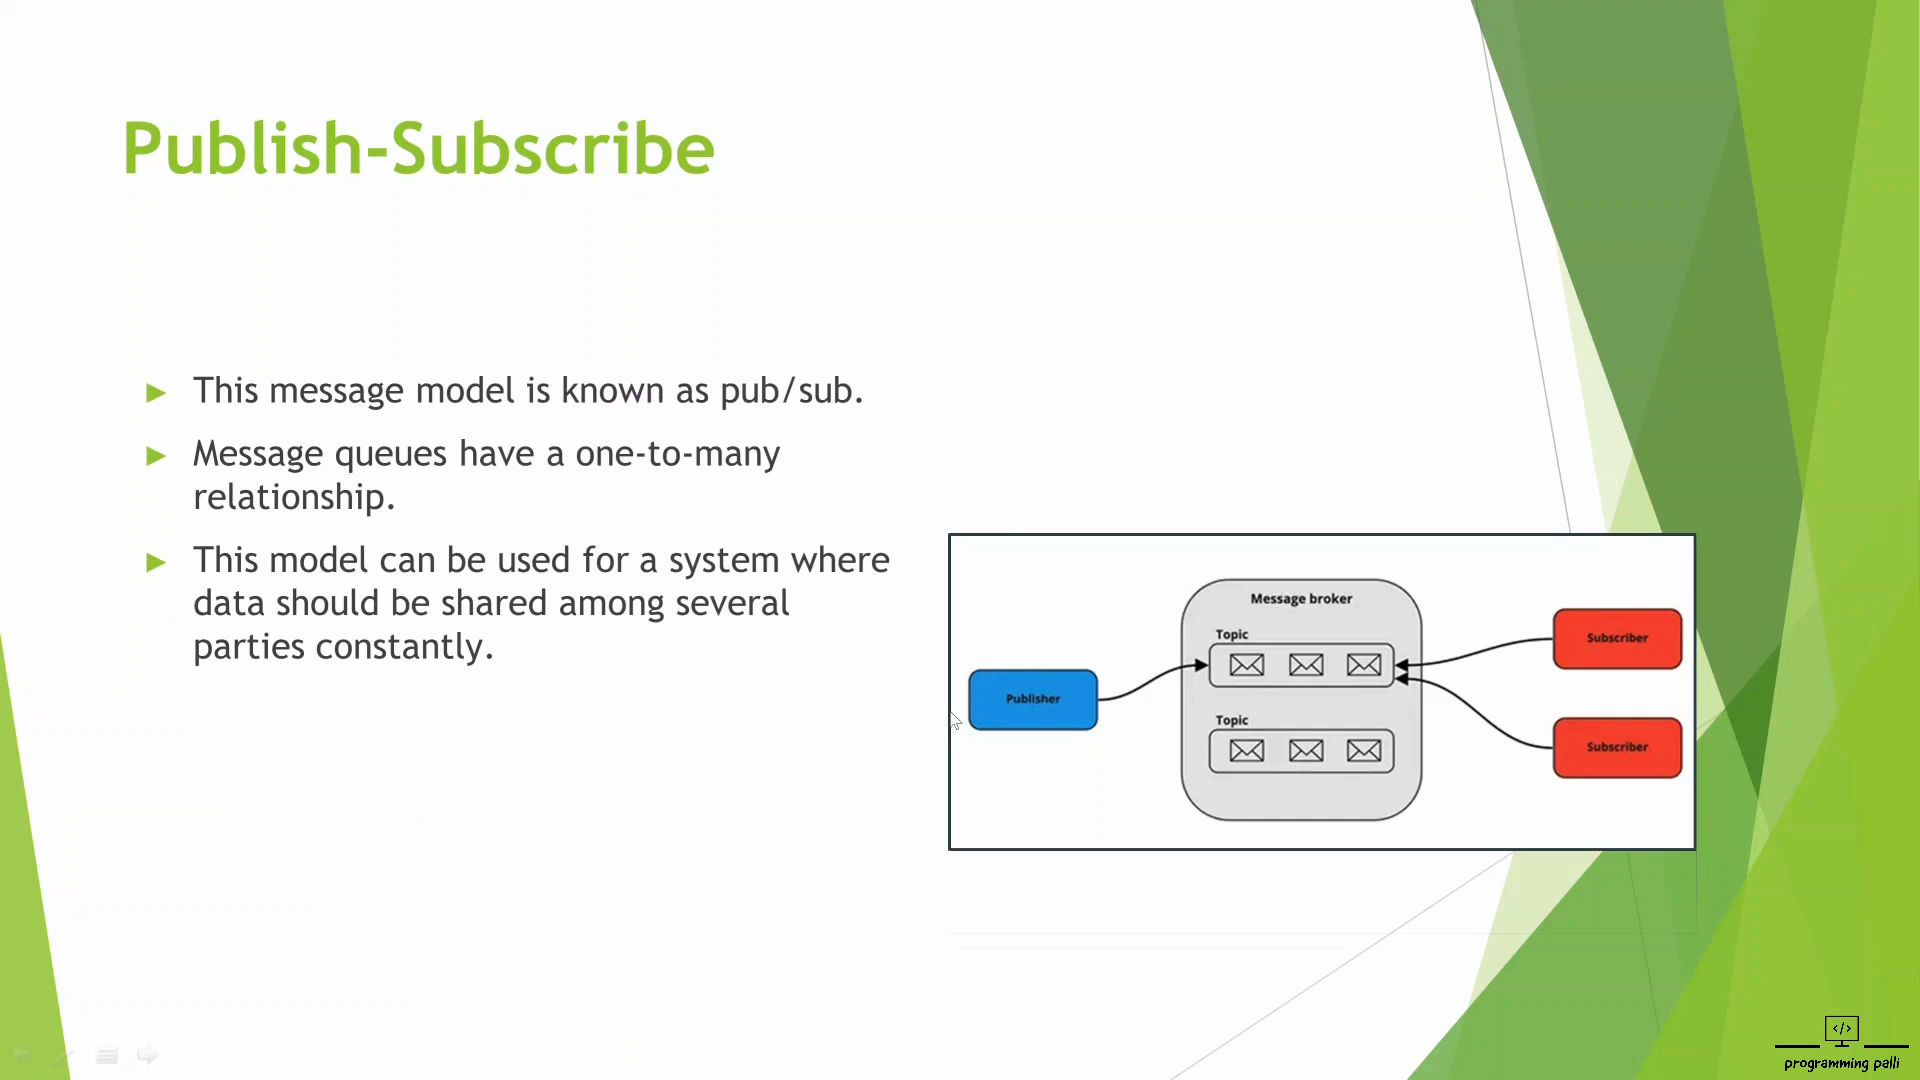 Publish-Subscribe
This message model is known as pub/sub.
Message queues have a one-to-many
relationship.
This model can be used for a system where
data should be shared among several
parties constantly.
Message broker
Topic
Subscriber
Publisher
Topic
Subscriber
</>
programming palli